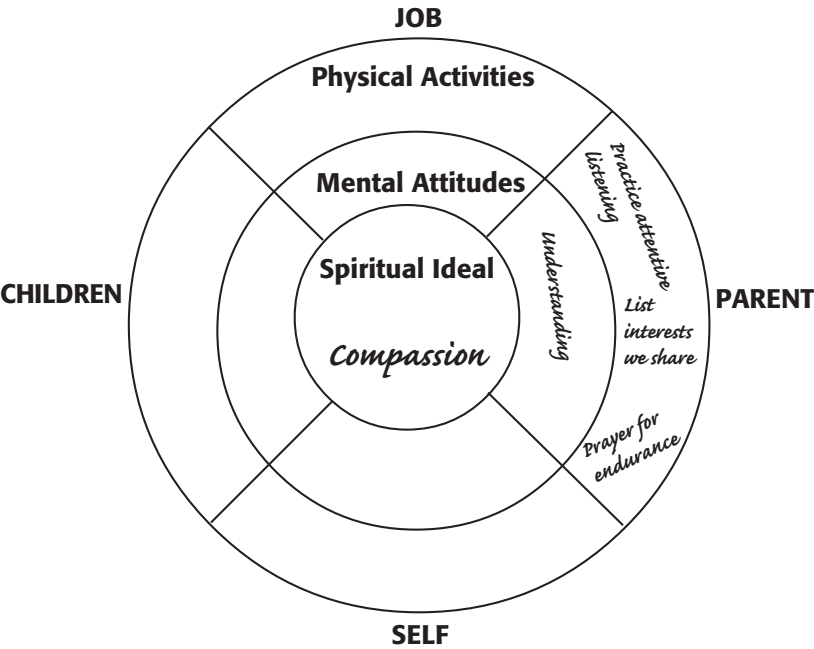 JOB
Physical Activities
Mental Attitudes
Spiritual Ideal
Compassion
CHILDREN
Understanding
Practice attentive
listening
List
interests
we share
Prayer for
endurance
PARENT
SELF